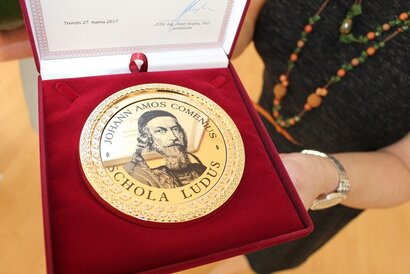 Trenčín 27. marca 2017
JOHANN AMOS COMENIUS
SCHOLA LUDUS